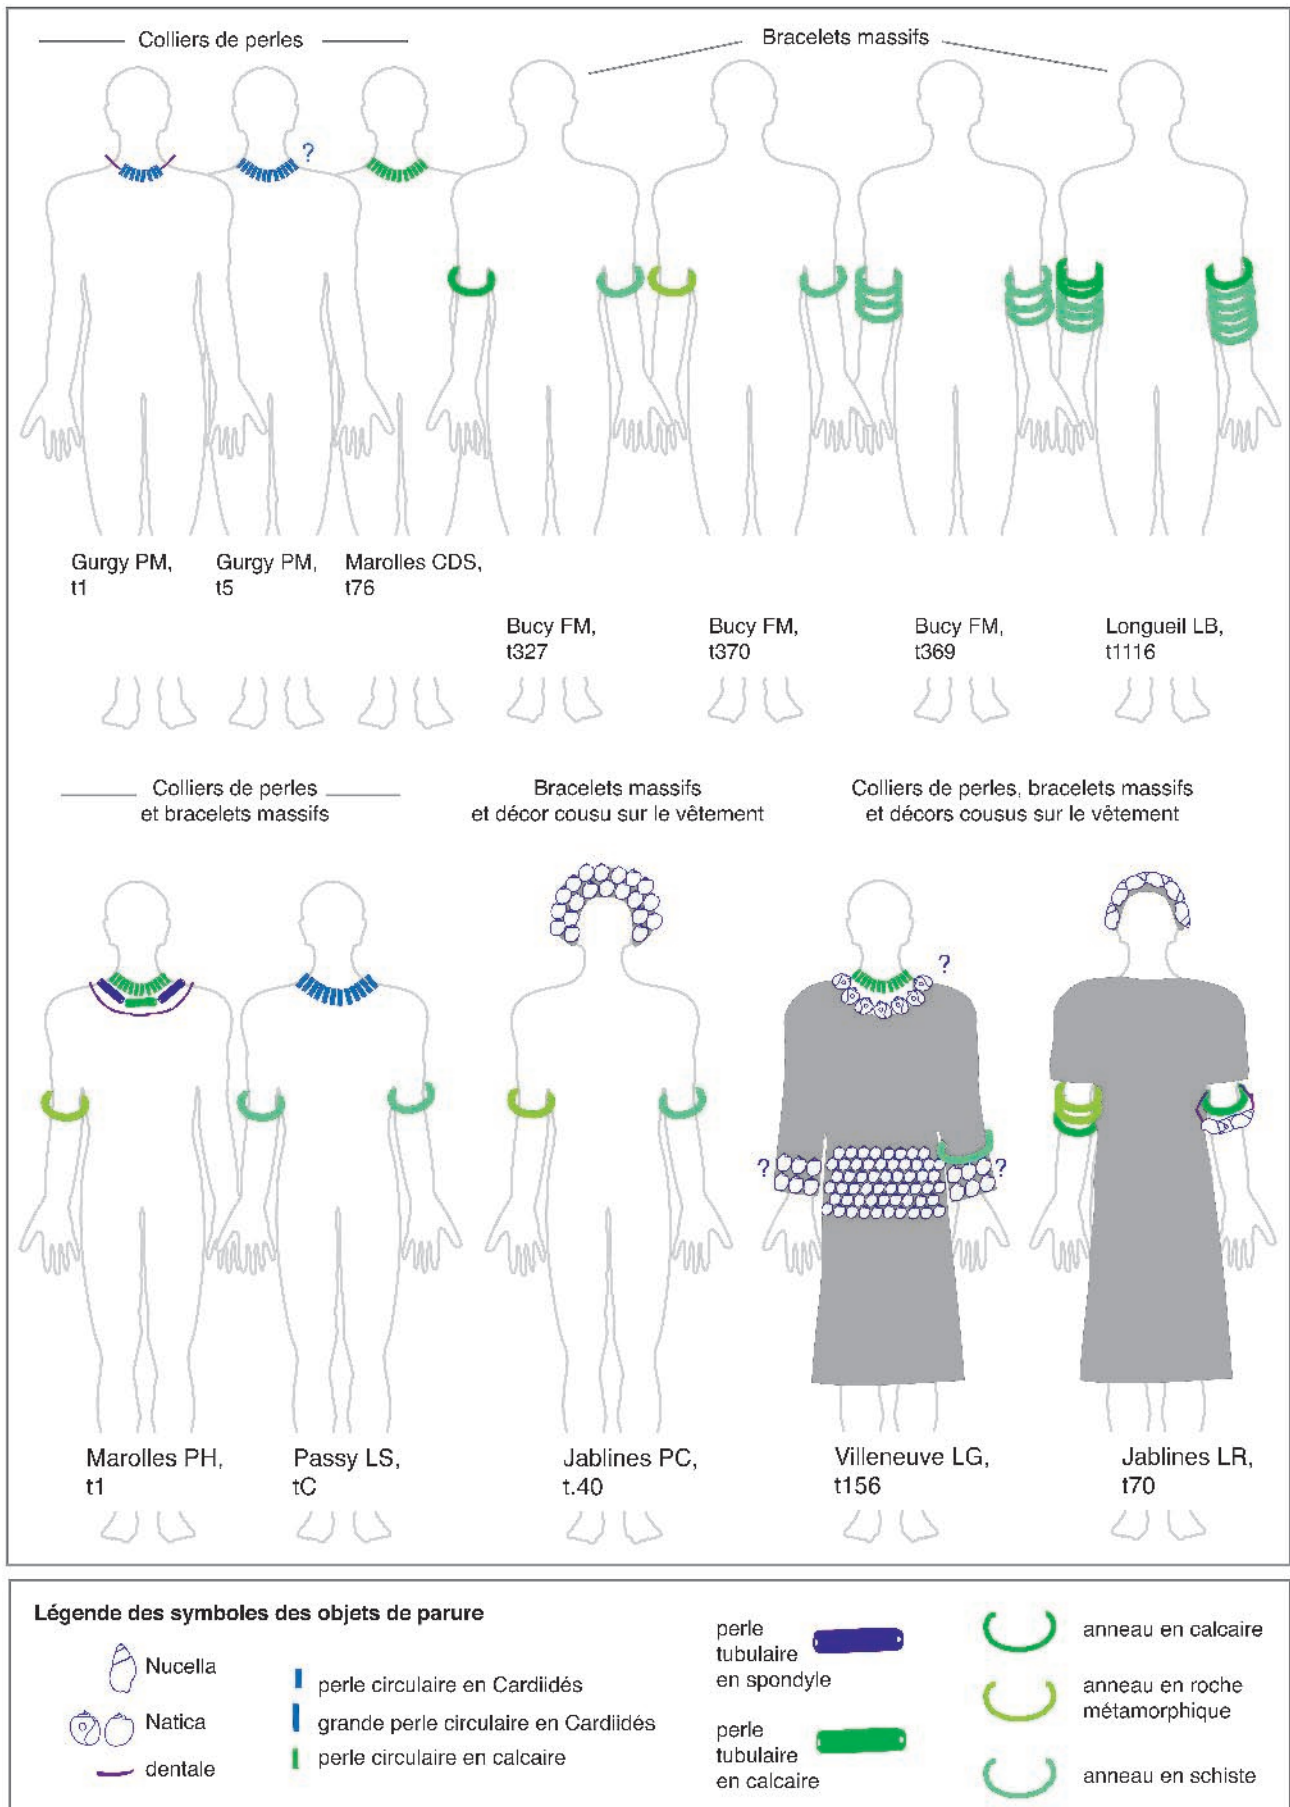 Colliers de perles
Bracelets massifs
?
Gurgy PM,
t1
Gurgy PM,
t5
Marolles CDS,
t76
Bucy FM,
t327
Bucy FM,
t370
Bucy FM,
t369
Longueil LB,
t1116
Colliers de perles
et bracelets massifs
Bracelets massifs
et décor cousu sur le vêtement
Colliers de perles, bracelets massifs
et décors cousus sur le vêtement
?
?
?
Marolles PH,
t1
Passy LS,
tC
Jablines PC,
t.40
Villeneuve LG,
t156
Jablines LR,
t70
Légende des symboles des objets de parure
Nucella
Natica
dentale
perle circulaire en Cardiidés
grande perle circulaire en Cardiidés
perle circulaire en calcaire
perle
tubulaire
en spondyle
perle
tubulaire
en calcaire
anneau en calcaire
anneau en roche
métamorphique
anneau en schiste